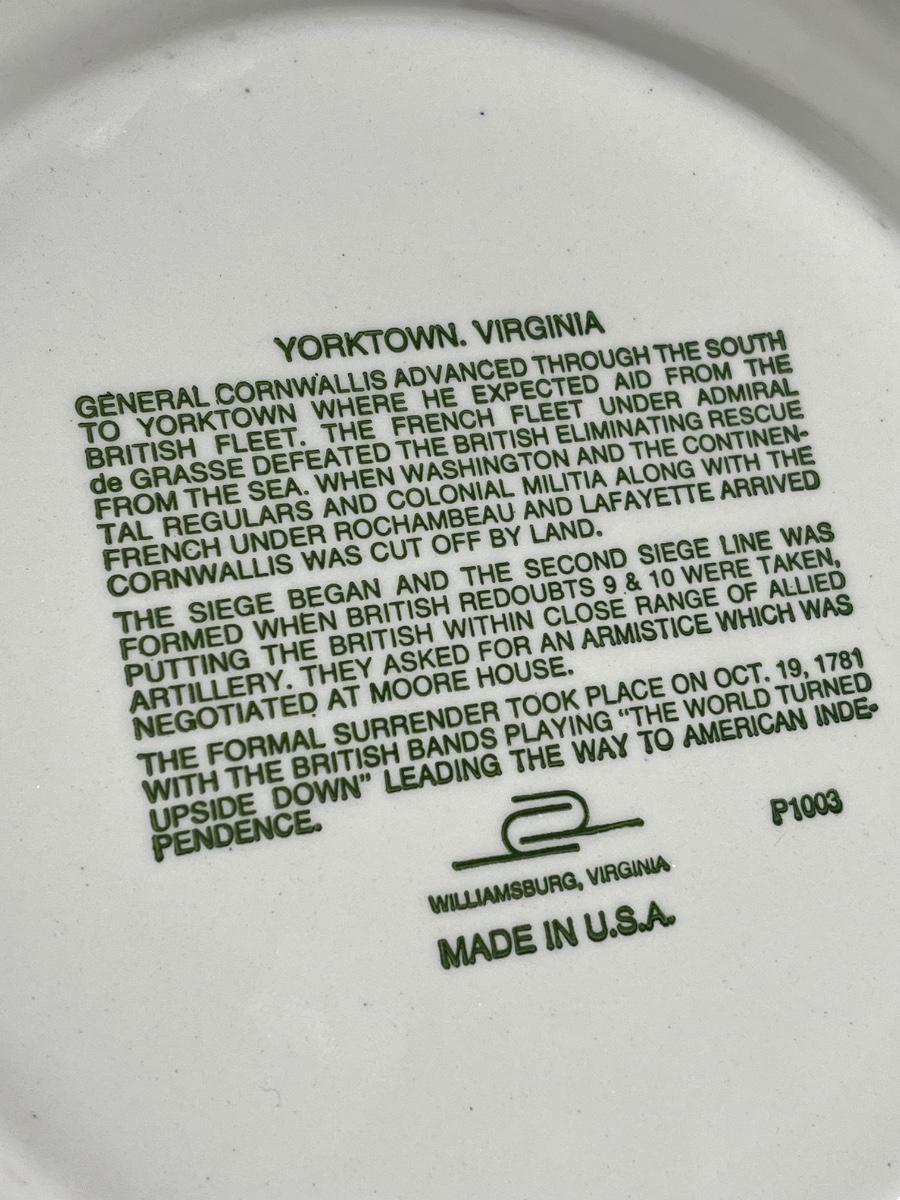 YORKTOWN. VIRGINIA
GENERAL CORNWALLIS ADVANCED THROUGH THE SOUTH
TO YORKTOWN WHERE HE EXPECTED AID FROM THE
BRITISH FLEET. THE FRENCH FLEET UNDER ADMIRAL
de GRASSE DEFEATED THE BRITISH ELIMINATING RESCUE
FROM THE SEA. WHEN WASHINGTON AND THE CONTINEN-
TAL REGULARS AND COLONIAL MILITIA ALONG WITH THE
FRENCH UNDER ROCHAMBEAU AND LAFAYETTE ARRIVED
CORNWALLIS WAS CUT OFF BY LAND.
THE SIEGE BEGAN AND THE SECOND SIEGE LINE WAS
FORMED WHEN BRITISH REDOUBTS 9 & 10 WERE TAKEN,
PUTTING THE BRITISH WITHIN CLOSE RANGE OF ALLIED
ARTILLERY. THEY ASKED FOR AN ARMISTICE WHICH WAS
NEGOTIATED AT MOORE HOUSE.
THE FORMAL SURRENDER TOOK PLACE ON OCT. 19, 1781
WITH THE BRITISH BANDS PLAYING “THE WORLD TURNED
UPSIDE DOWN” LEADING THE WAY TO AMERICAN INDE-
PENDENCE.
P1003
WILLIAMSBURG, VIRGINIA
MADE IN U.S.A.